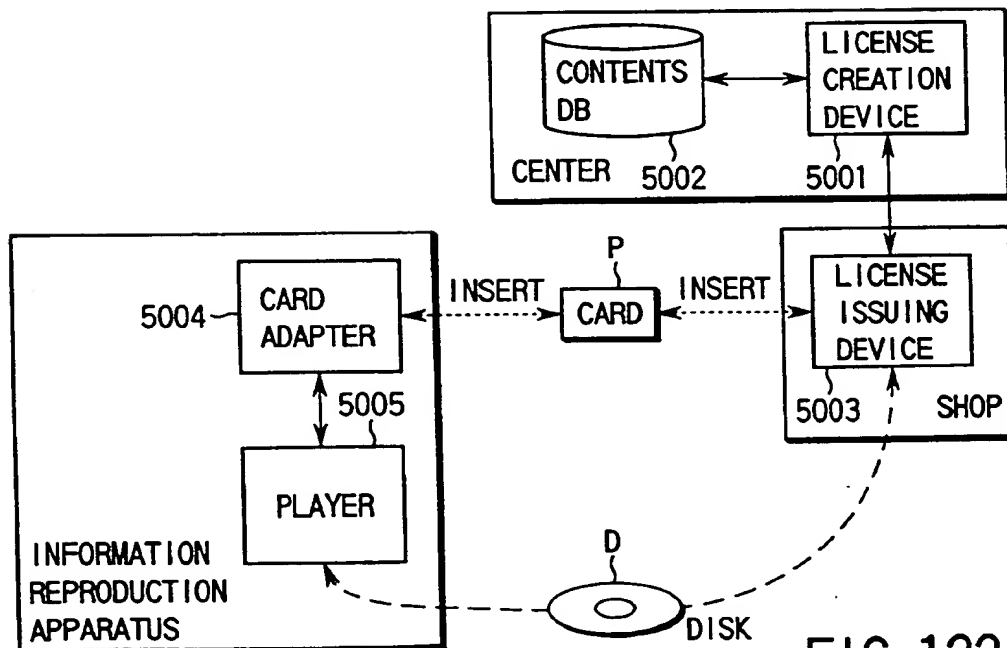 CONTENTS
DB
LICENSE
CREATION
DEVICE
CENTER
5002
5001
5004
CARD
ADAPTER
INSERT
P
CARD
INSERT
LICENSE
ISSUING
DEVICE
5003
SHOP
5005
PLAYER
INFORMATION
REPRODUCTION
APPARATUS
D
DISK